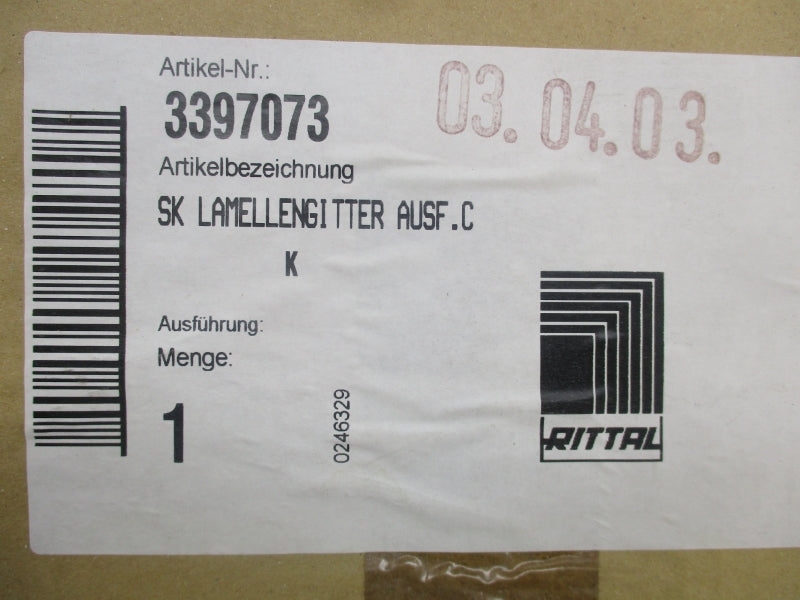 Artikel-Nr.:
3397073
03.04.03.
Artikelbezeichnung
SK LAMELLENGITTER AUSF.C
K
Ausführung:
Menge:
1
0246329
RITTAL